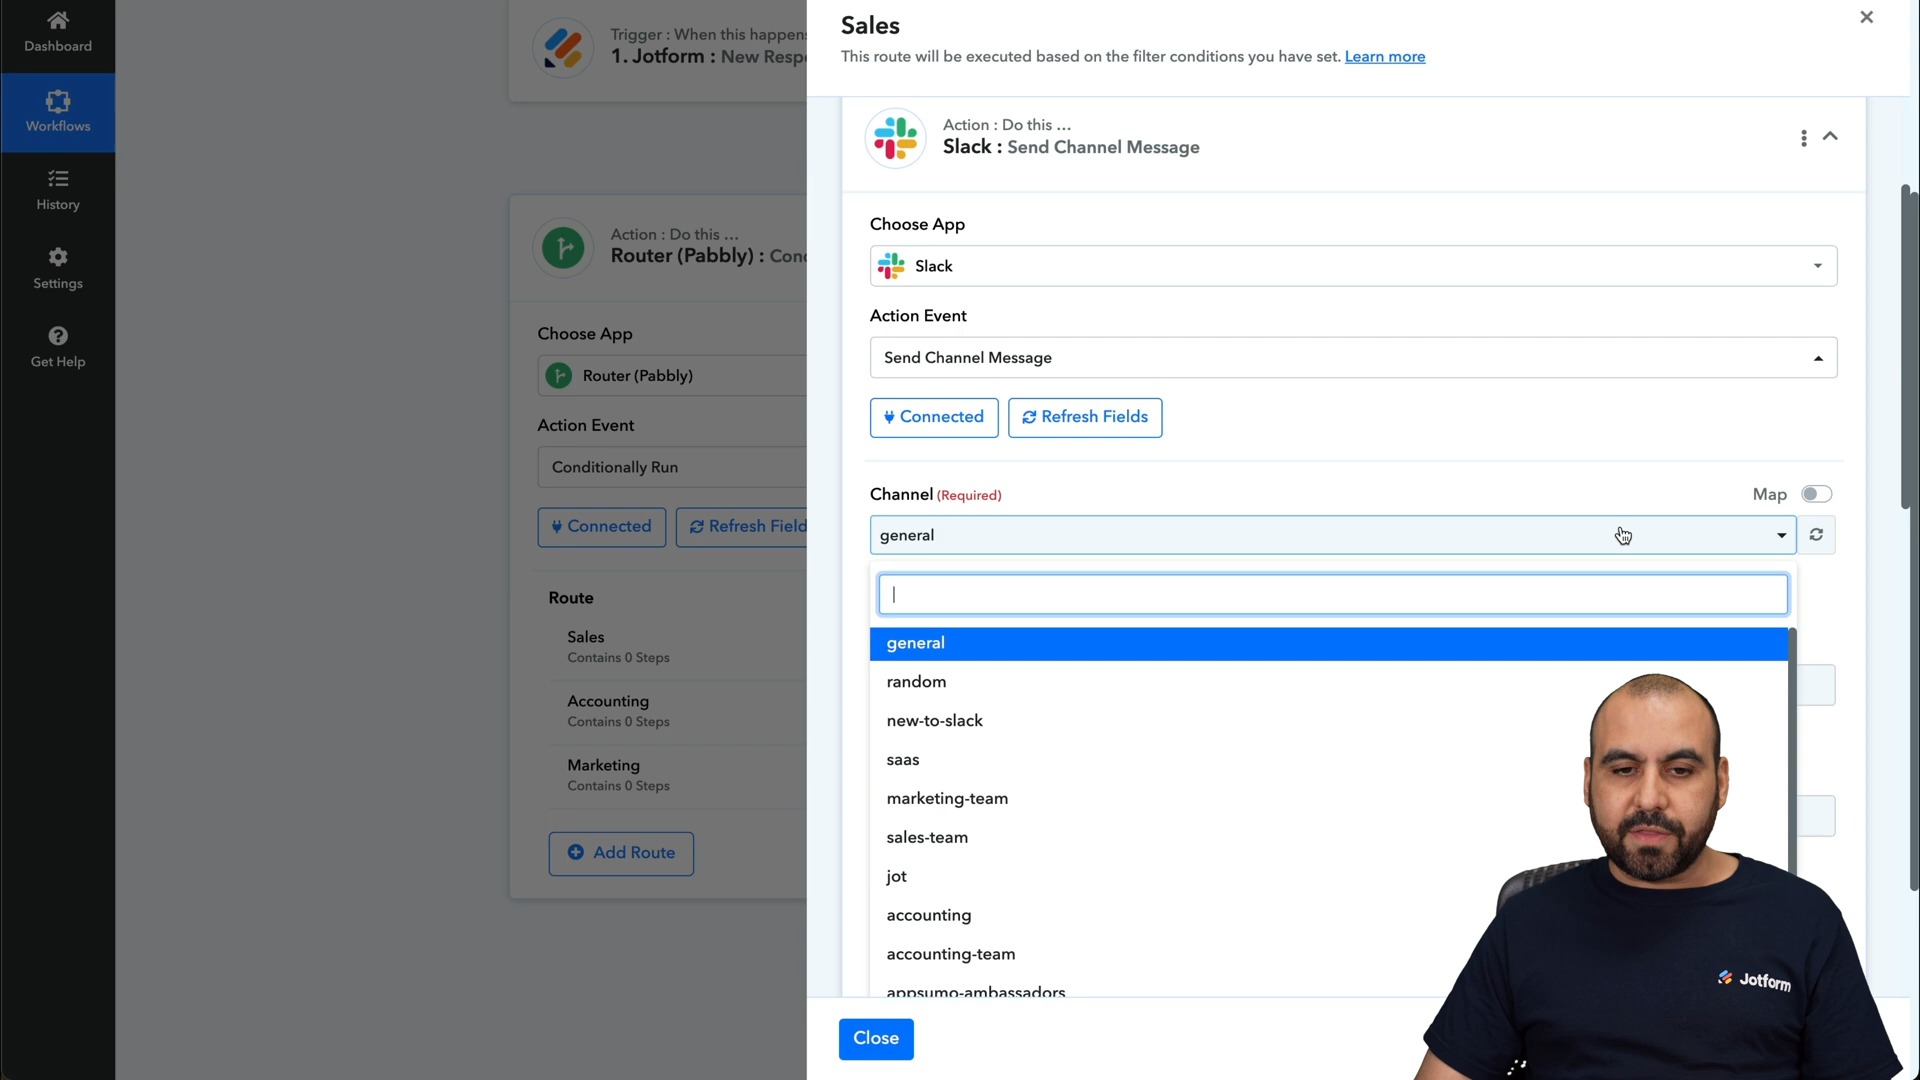 Dashboard
Workflows
History
Settings
Get Help
Trigger : When this happens
1. Jotform : New Resp
Action : Do this ...
Router (Pabbly) : Cond
Choose App
Router (Pabbly)
Action Event
Conditionally Run
Connected
Refresh Field
Route
Sales
Contains 0 Steps
Accounting
Contains 0 Steps
Marketing
Contains 0 Steps
Add Route
Sales
This route will be executed based on the filter conditions you have set. Learn more
Action : Do this ...
Slack : Send Channel Message
Choose App
Slack
Action Event
Send Channel Message
Connected
Refresh Fields
Channel (Required)
Map
general
general
random
new-to-slack
saas
marketing-team
sales-team
jot
accounting
accounting-team
appsumo-ambassadors
Close
Jotform